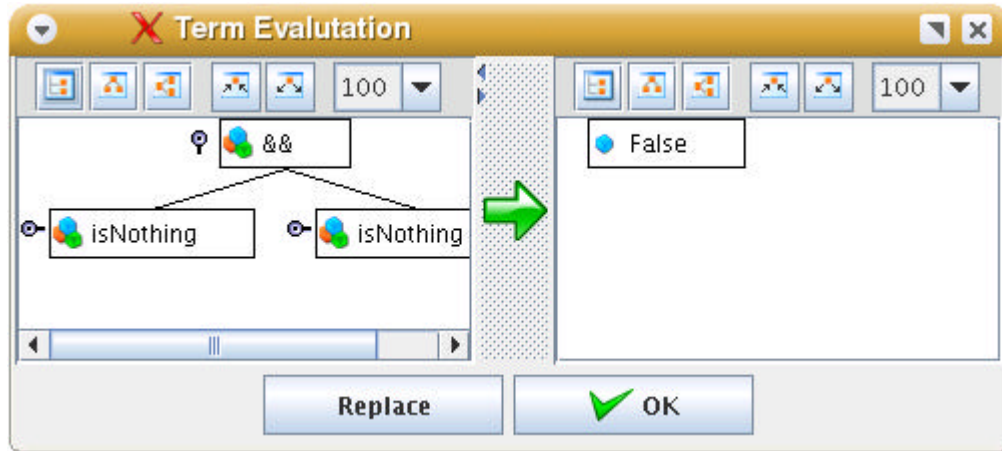 Term Evalutation
100
100
&&
False
isNothing
isNothing
Replace
OK